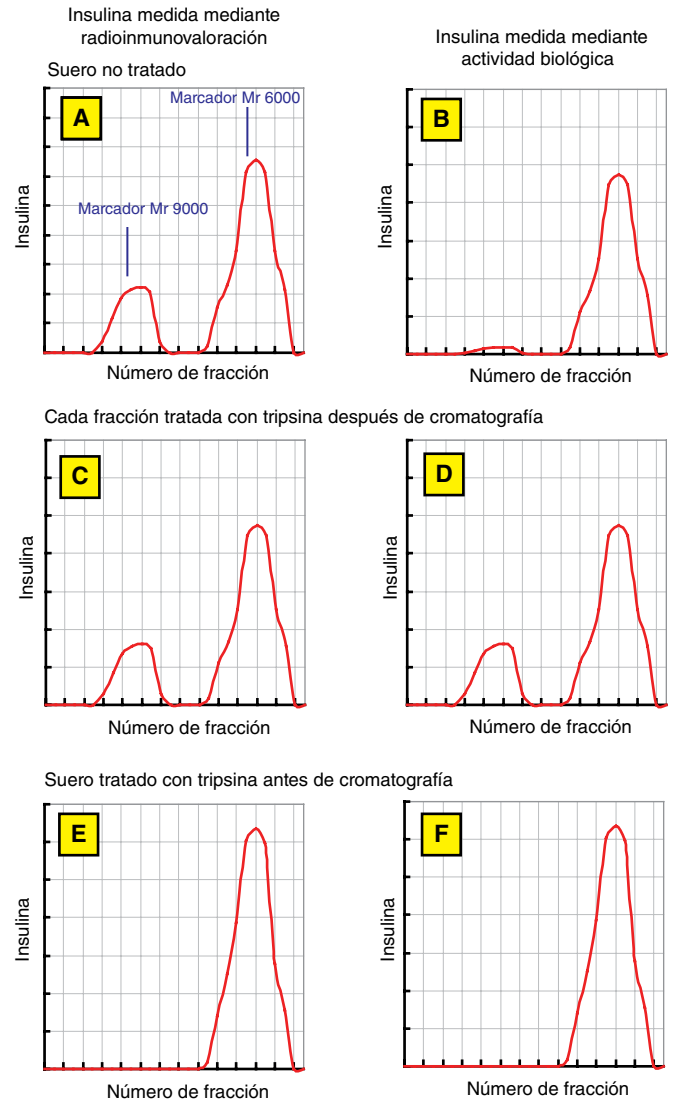 Insulina medida mediante
radioinmunovaloración
Insulina medida mediante
actividad biológica
Suero no tratado
A
Marcador Mr 6000
Marcador Mr 9000
Insulina
Número de fracción
B
Insulina
Número de fracción
Cada fracción tratada con tripsina después de cromatografía
C
Insulina
Número de fracción
D
Insulina
Número de fracción
Suero tratado con tripsina antes de cromatografía
E
Insulina
Número de fracción
F
Insulina
Número de fracción